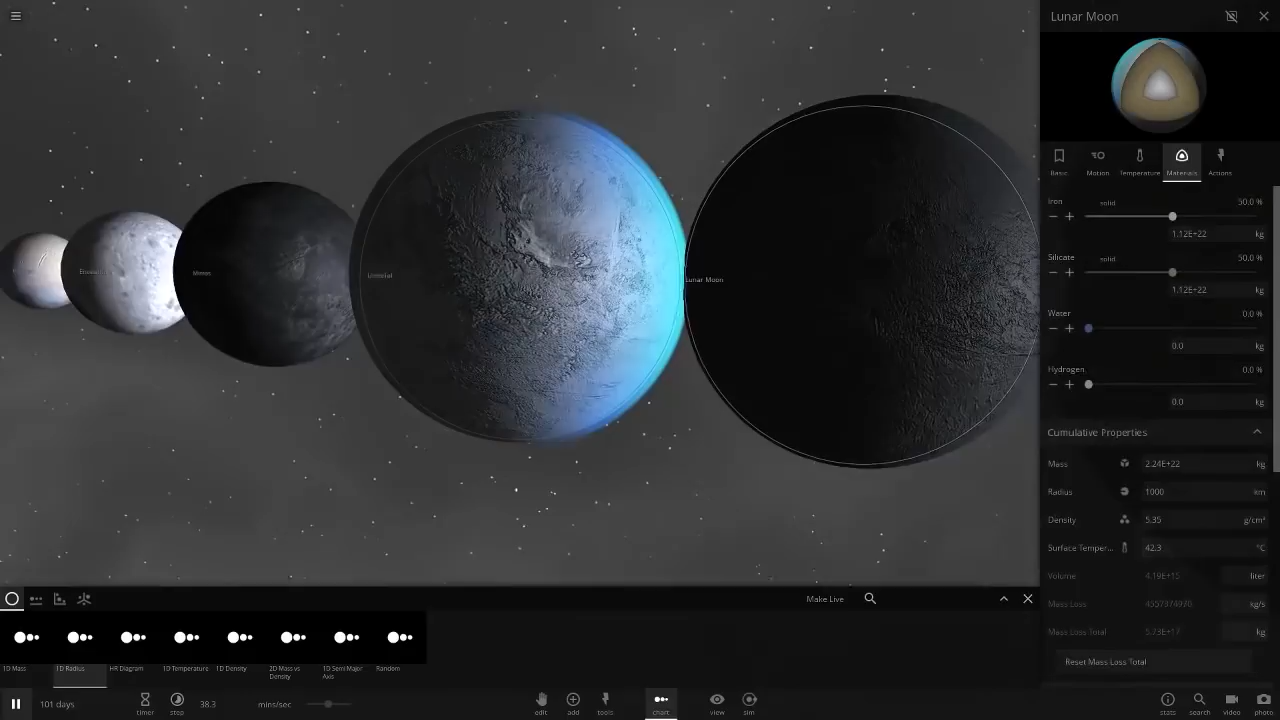 Lunar Moon
Basic
Motion
Temperature
Materials
Actions
Iron
solid
50.0 %
1.12E+22
kg
Silicate
solid
50.0 %
1.12E+22
kg
Water
0.0 %
0.0
kg
Hydrogen
0.0 %
0.0
kg
Cumulative Properties
Mass
2.24E+22
kg
Radius
1000
km
Density
5.35
g/cm³
Surface Temper...
42.3
°C
Volume
4.19E+15
liter
Mass Loss
kg/s
Mass Loss Total
5.23E+17
kg
Reset Mass Loss Total
Mimas
Umbriel
Lunar Moon
Make Live
1D Mass
1D Radius
HR Diagram
1D Temperature
1D Density
2D Mass vs
Density
1D Semi Major
Axis
Random
101 days
timer
step
38.3
mins/sec
edit
add
tools
chart
view
sim
stats
search
video
photo